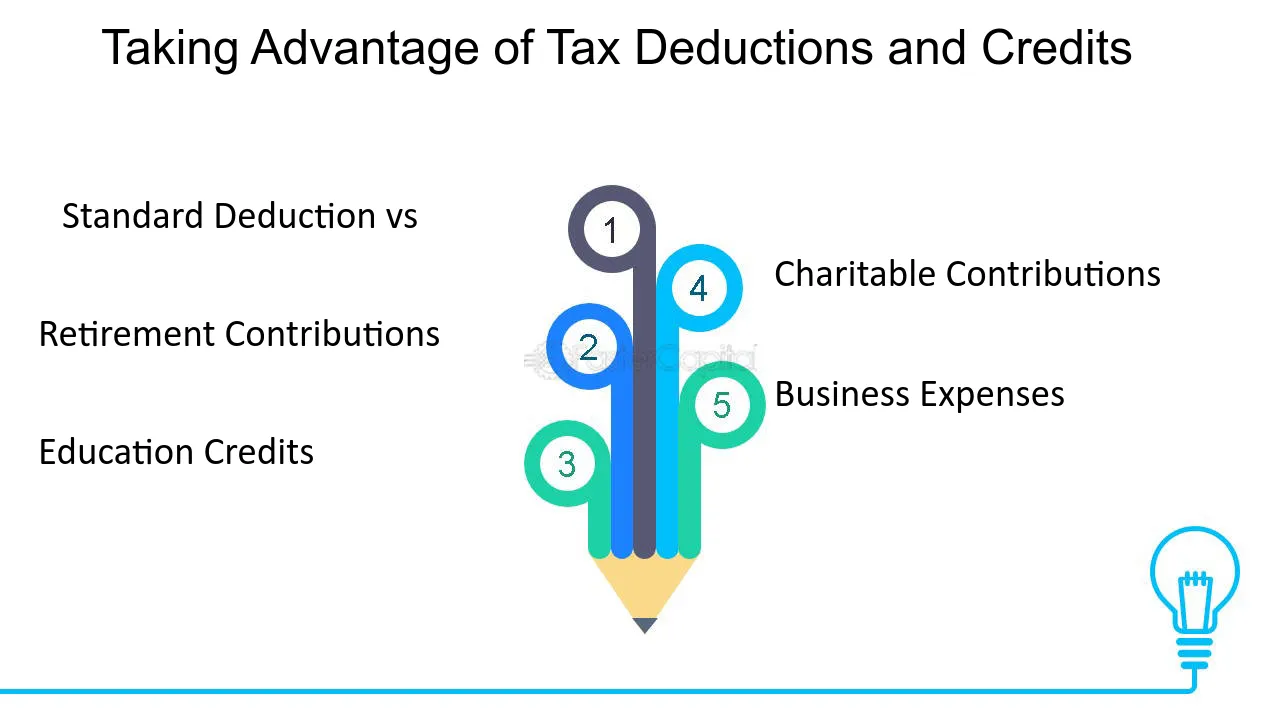 Taking Advantage of Tax Deductions and Credits
Standard Deduction vs
1
Retirement Contributions
2
Education Credits
3
4
Charitable Contributions
5
Business Expenses
FasterCapital